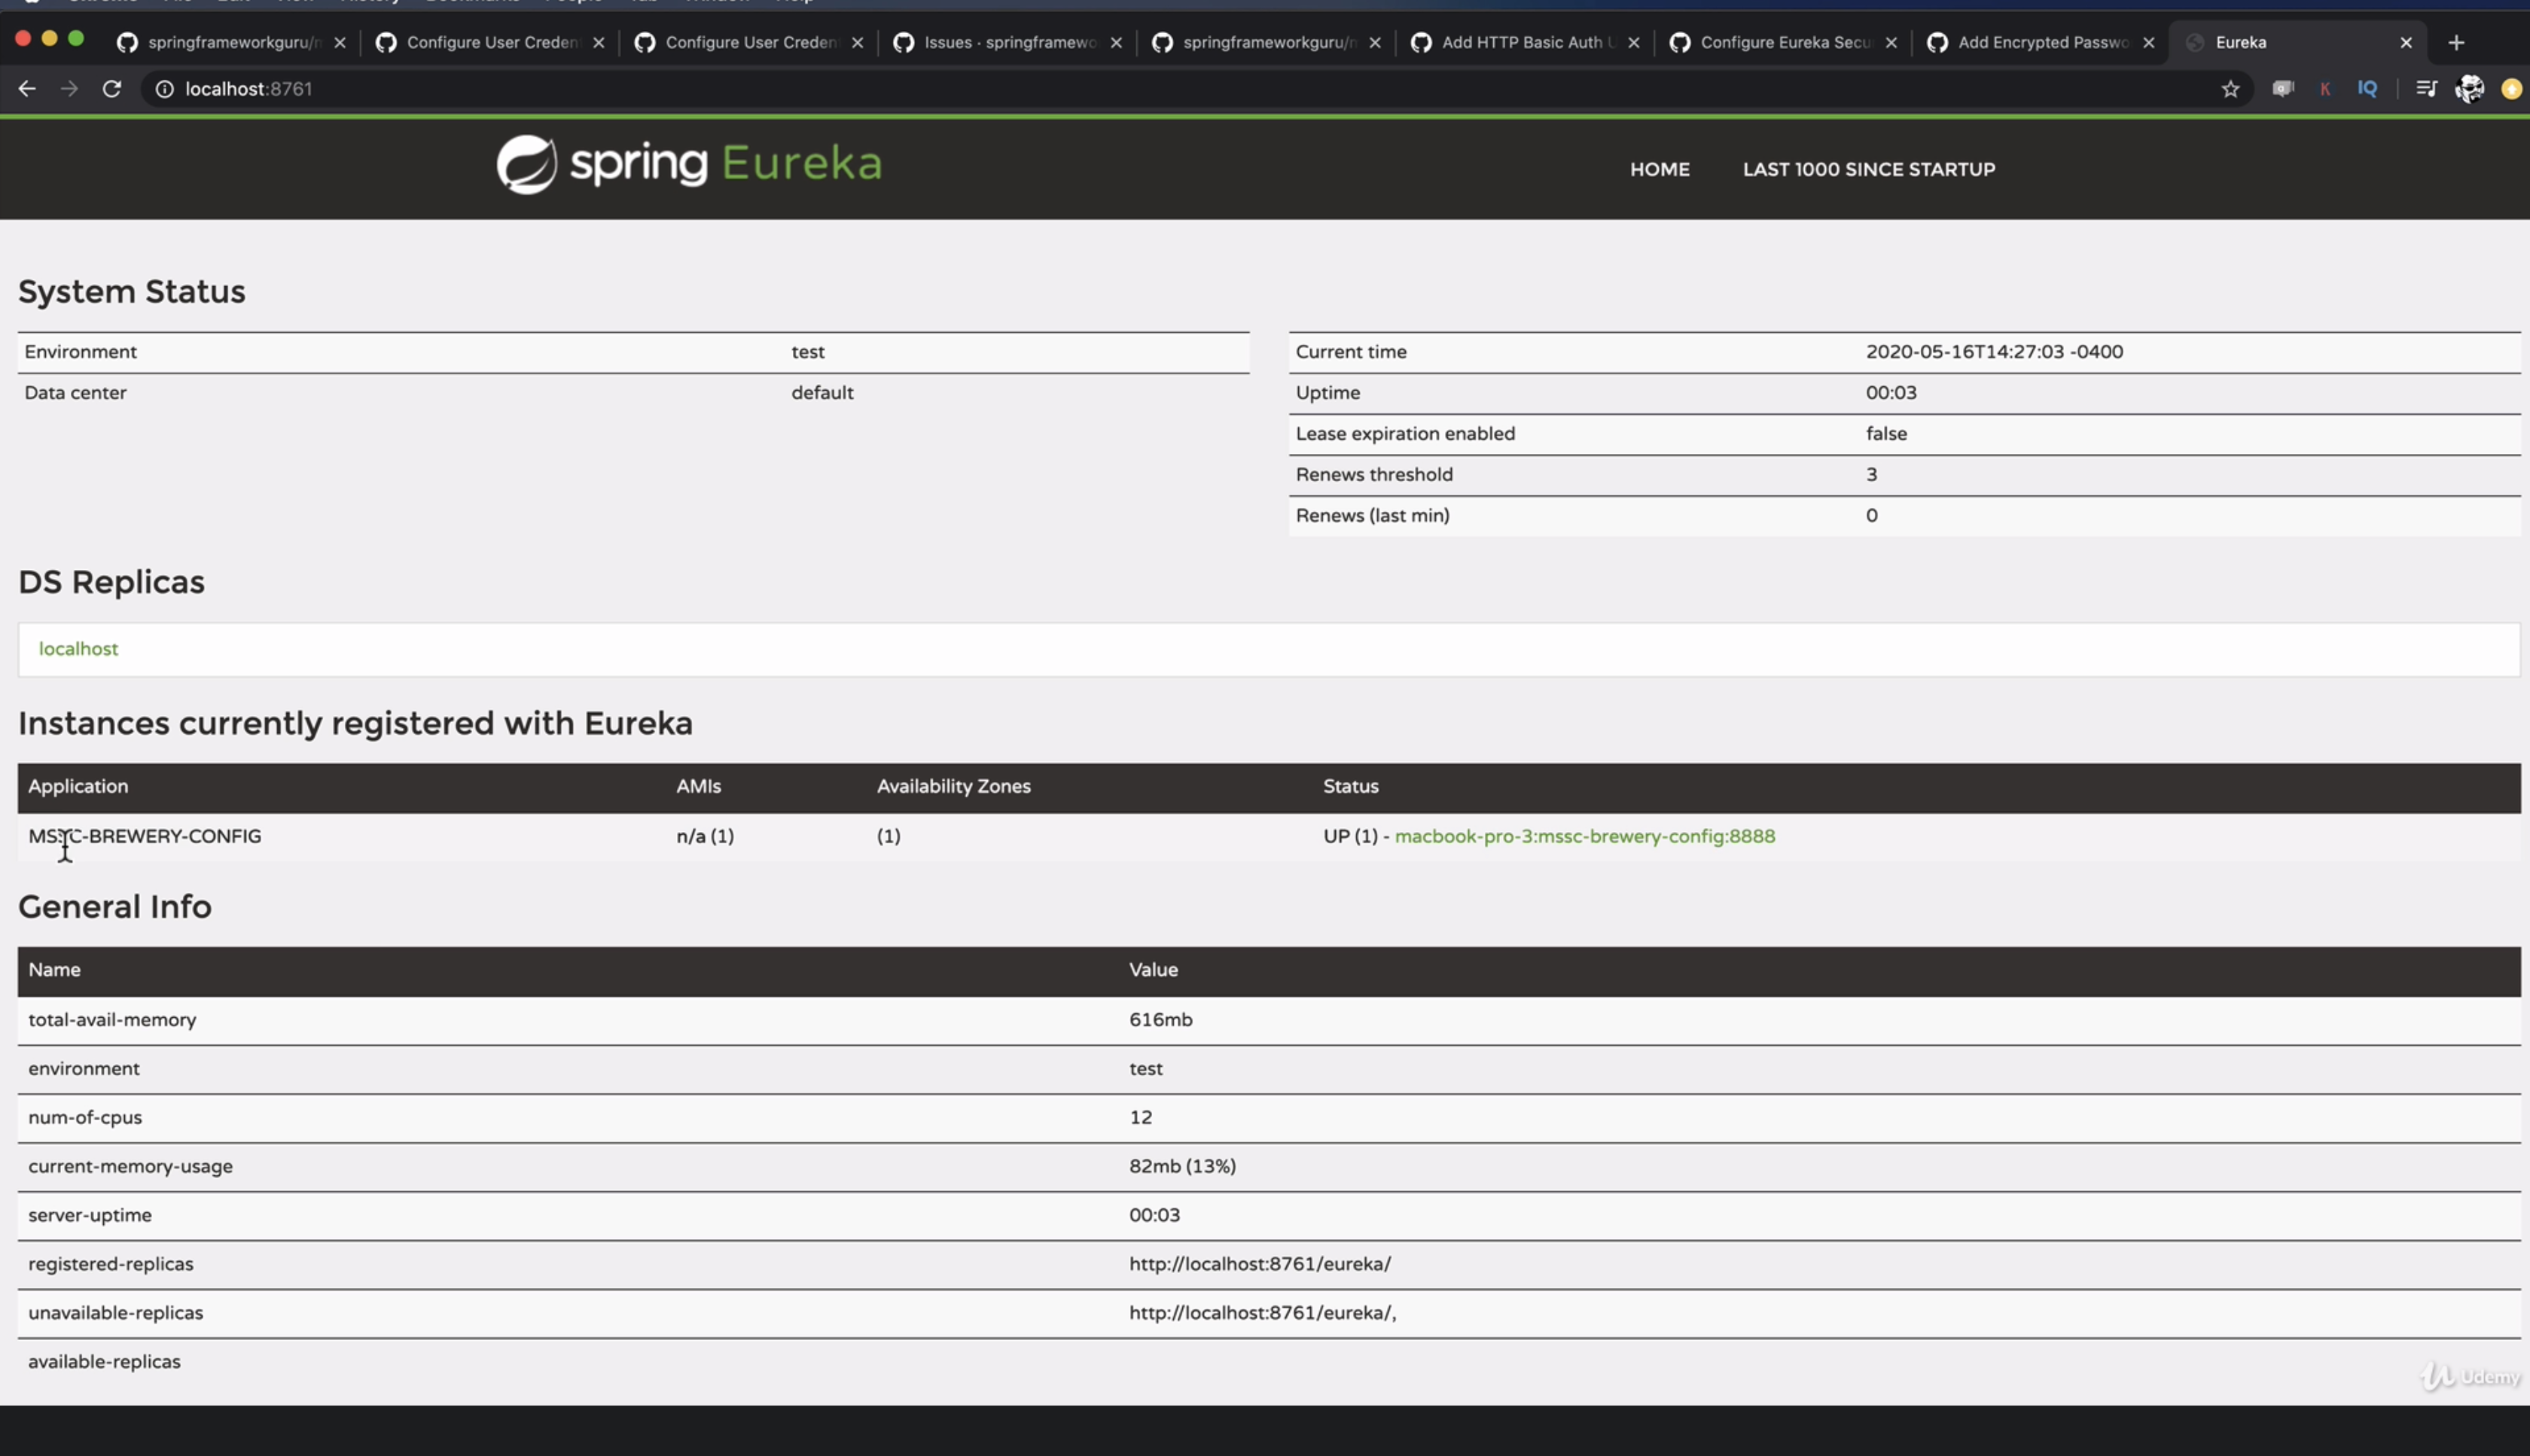 springframeworkguru/m
Configure User Creden
Configure User Creden
Issues · springframewo
springframeworkguru/m
Add HTTP Basic Auth U
Configure Eureka Secu
Add Encrypted Passwo
Eureka
localhost:8761
K
IQ
spring Eureka
HOME
LAST 1000 SINCE STARTUP
System Status
Environment test
Data center default
Current time 2020-05-16T14:27:03 -0400
Uptime 00:03
Lease expiration enabled false
Renews threshold 3
Renews (last min) 0
DS Replicas
localhost
Instances currently registered with Eureka
Application AMIs Availability Zones Status
MSSC-BREWERY-CONFIG n/a (1) (1) UP (1) - macbook-pro-3:mssc-brewery-config:8888
General Info
Name Value
total-avail-memory 616mb
environment test
num-of-cpus 12
current-memory-usage 82mb (13%)
server-uptime 00:03
registered-replicas http://localhost:8761/eureka/
unavailable-replicas http://localhost:8761/eureka/,
available-replicas
Udemy